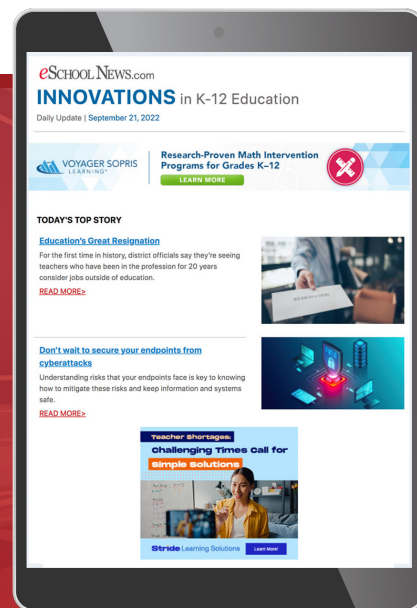 eSCHOOL NEWS.com
INNOVATIONS in K-12 Education
Daily Update | September 21, 2022
VOYAGER SOPRIS
LEARNING®
Research-Proven Math Intervention
Programs for Grades K–12
LEARN MORE
TODAY'S TOP STORY
Education's Great Resignation
For the first time in history, district officials say they're seeing
teachers who have been in the profession for 20 years
consider jobs outside of education.
READ MORE>
RESIGNATION
Don't wait to secure your endpoints from
cyberattacks
Understanding risks that your endpoints face is key to knowing
how to mitigate these risks and keep information and systems
safe.
READ MORE>
Teacher Shortages:
Challenging Times Call for
Simple Solutions
Stride Learning Solutions
Learn More!